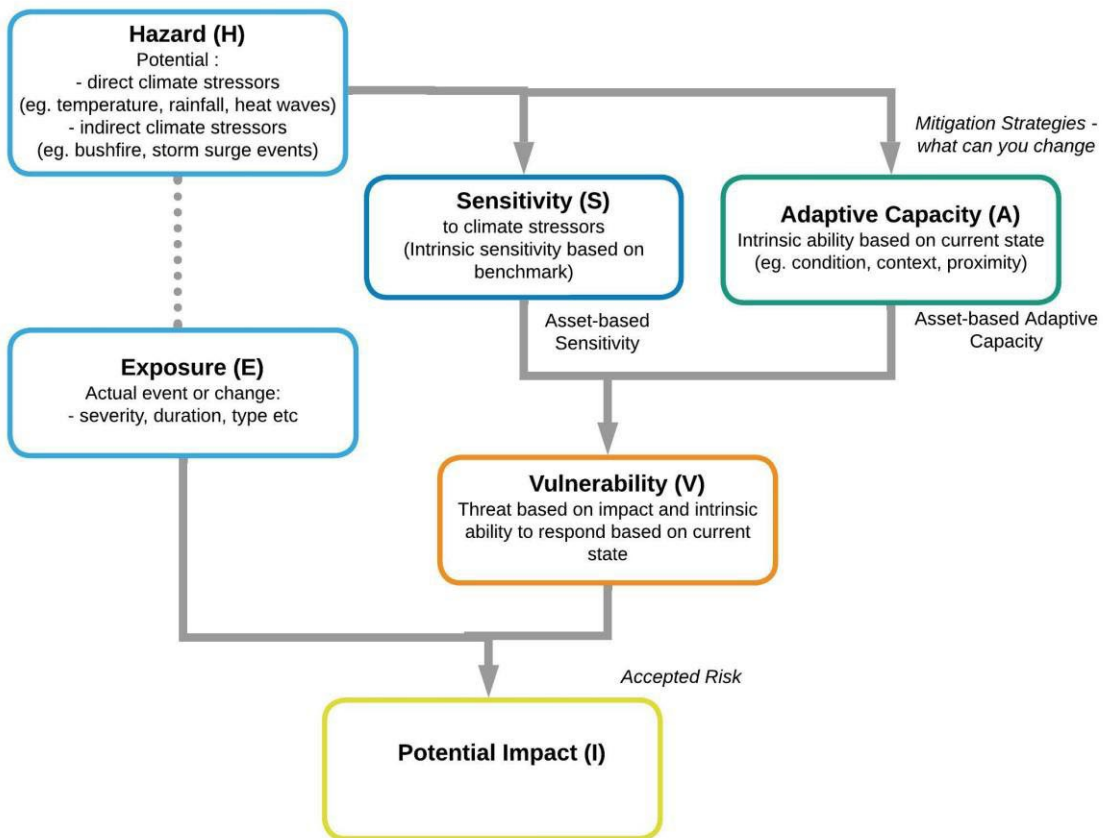 Hazard (H)
Potential :
- direct climate stressors
(eg. temperature, rainfall, heat waves)
- indirect climate stressors
(eg. bushfire, storm surge events)
Mitigation Strategies -
what can you change
Sensitivity (S)
to climate stressors
(Intrinsic sensitivity based on
benchmark)
Adaptive Capacity (A)
Intrinsic ability based on current state
(eg. condition, context, proximity)
Asset-based
Sensitivity
Asset-based Adaptive
Capacity
Exposure (E)
Actual event or change:
- severity, duration, type etc
Vulnerability (V)
Threat based on impact and intrinsic
ability to respond based on current
state
Accepted Risk
Potential Impact (I)